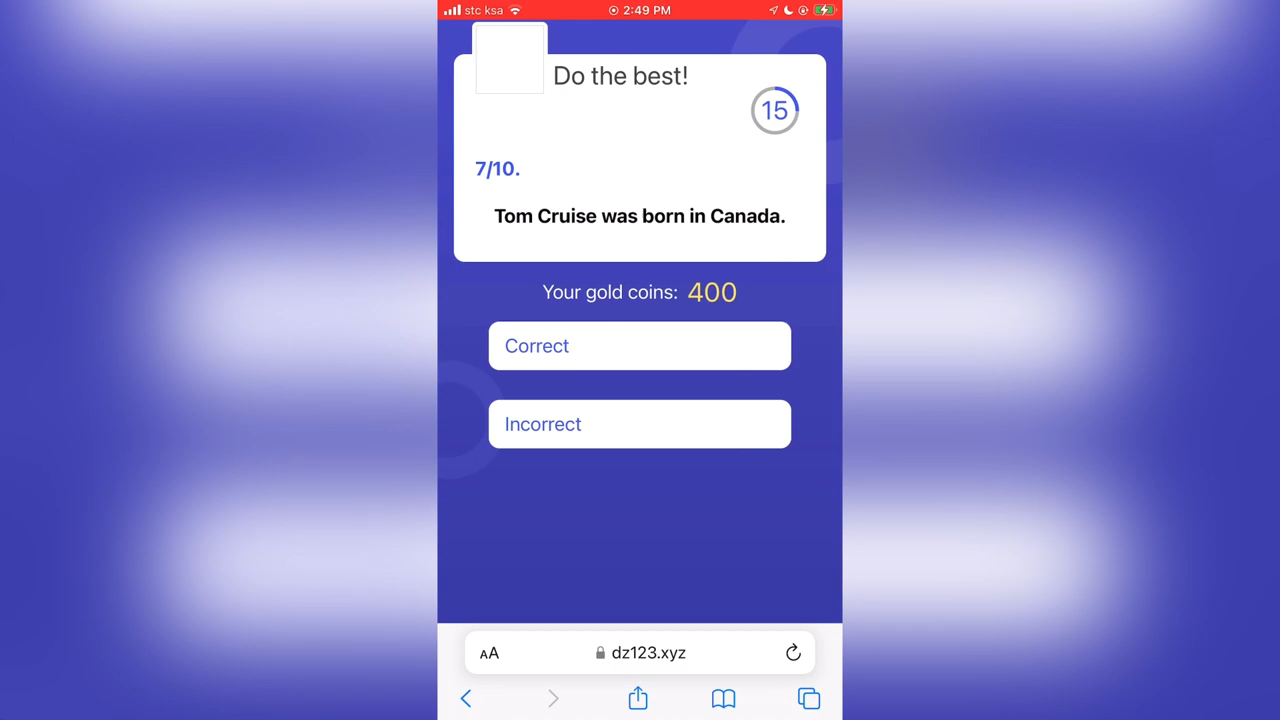 stc ksa 2:49 PM
Do the best!
15
7/10.
Tom Cruise was born in Canada.
Your gold coins: 400
Correct
Incorrect
AA dz123.xyz